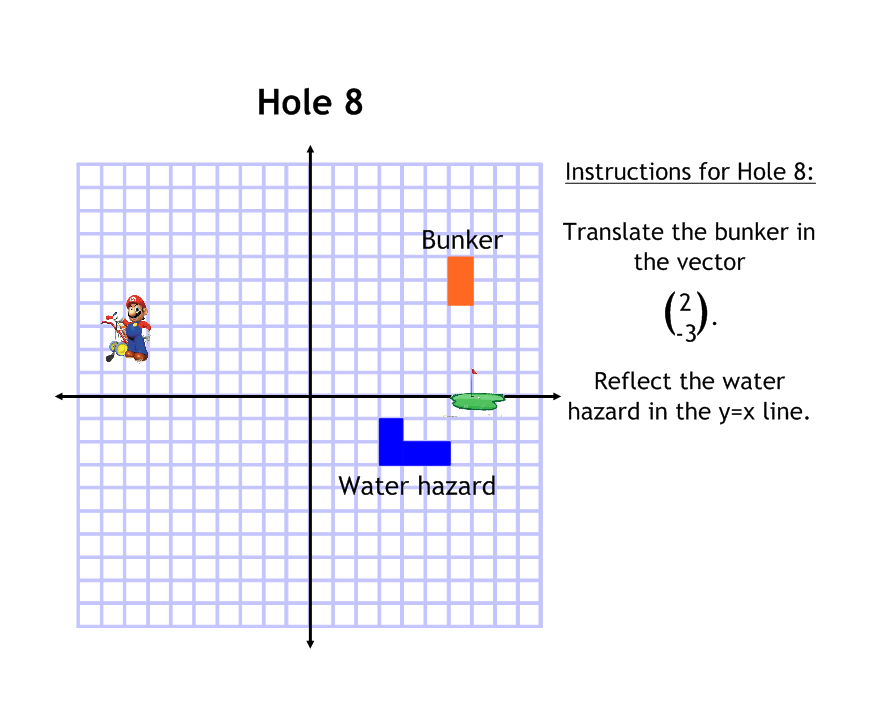 Hole 8
Instructions for Hole 8:
Bunker
Translate the bunker in
the vector
(2
-3).
Reflect the water
hazard in the y=x line.
Water hazard